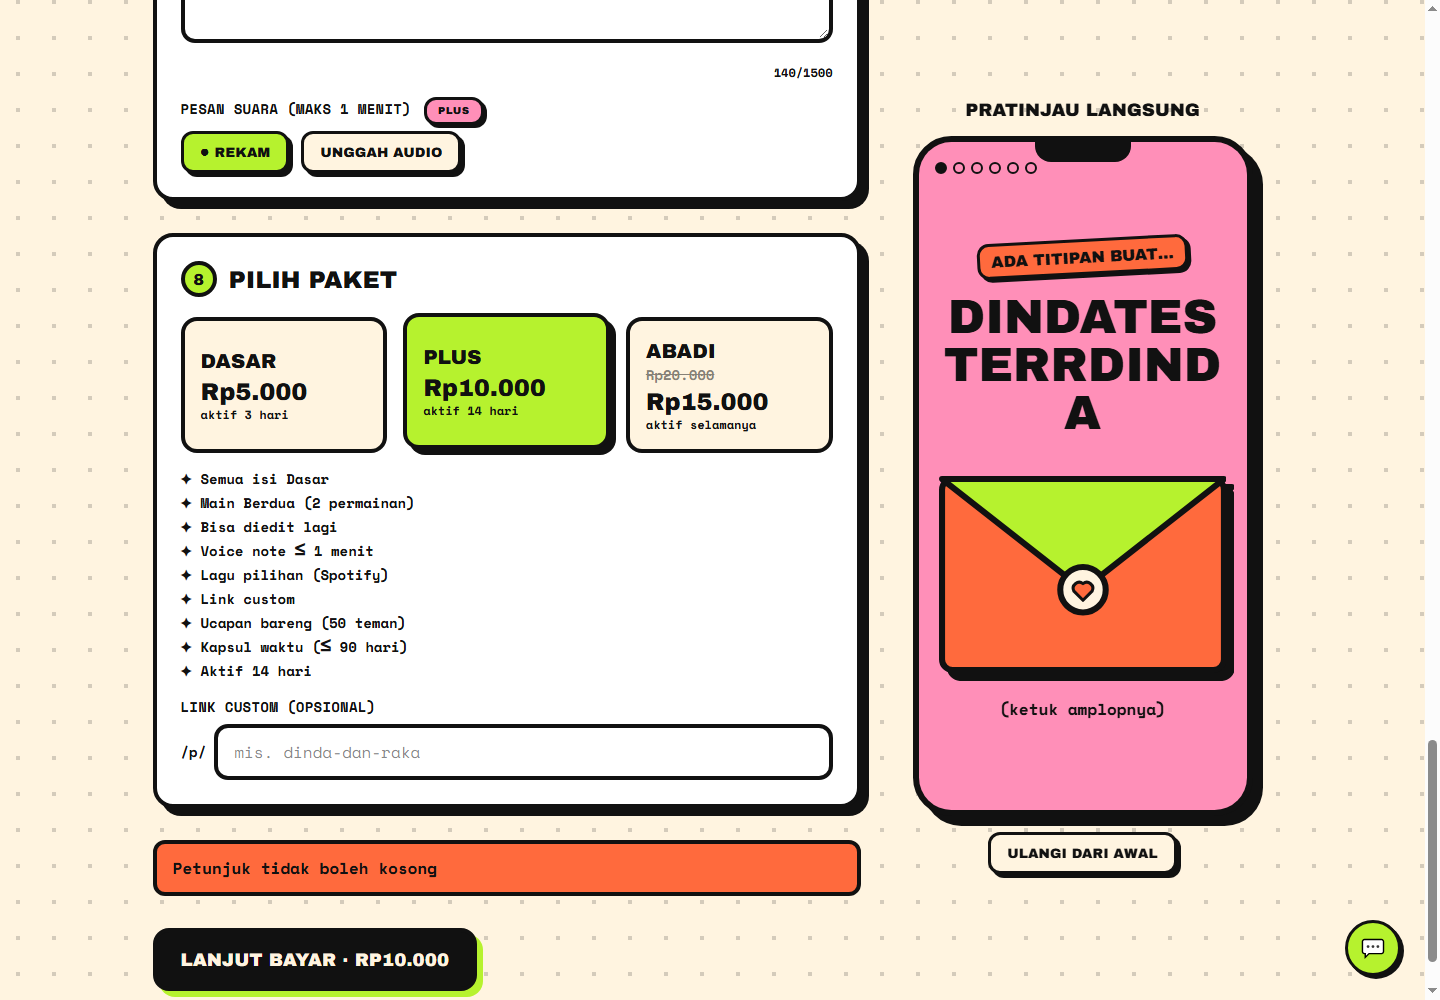 140/1500
PESAN SUARA (MAKS 1 MENIT) PLUS
REKAM
UNGGAH AUDIO
8 PILIH PAKET
DASAR
Rp5.000
aktif 3 hari
PLUS
Rp10.000
aktif 14 hari
ABADI
Rp20.000
Rp15.000
aktif selamanya
✦ Semua isi Dasar
✦ Main Berdua (2 permainan)
✦ Bisa diedit lagi
✦ Voice note ≤ 1 menit
✦ Lagu pilihan (Spotify)
✦ Link custom
✦ Ucapan bareng (50 teman)
✦ Kapsul waktu (≤ 90 hari)
✦ Aktif 14 hari
LINK CUSTOM (OPSIONAL)
/p/ mis. dinda-dan-raka
Petunjuk tidak boleh kosong
LANJUT BAYAR · RP10.000
PRATINJAU LANGSUNG
ADA TITIPAN BUAT...
DINDATES
TERRDIND
A
(ketuk amplopnya)
ULANGI DARI AWAL